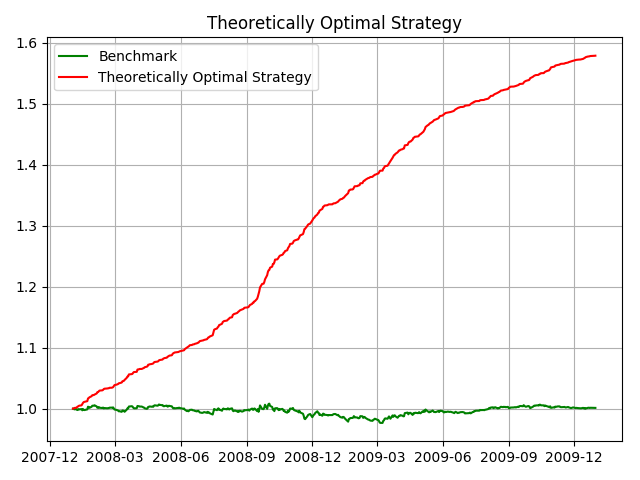 Theoretically Optimal Strategy
Benchmark
Theoretically Optimal Strategy
1.6
1.5
1.4
1.3
1.2
1.1
1.0
2007-12 2008-03 2008-06 2008-09 2008-12 2009-03 2009-06 2009-09 2009-12